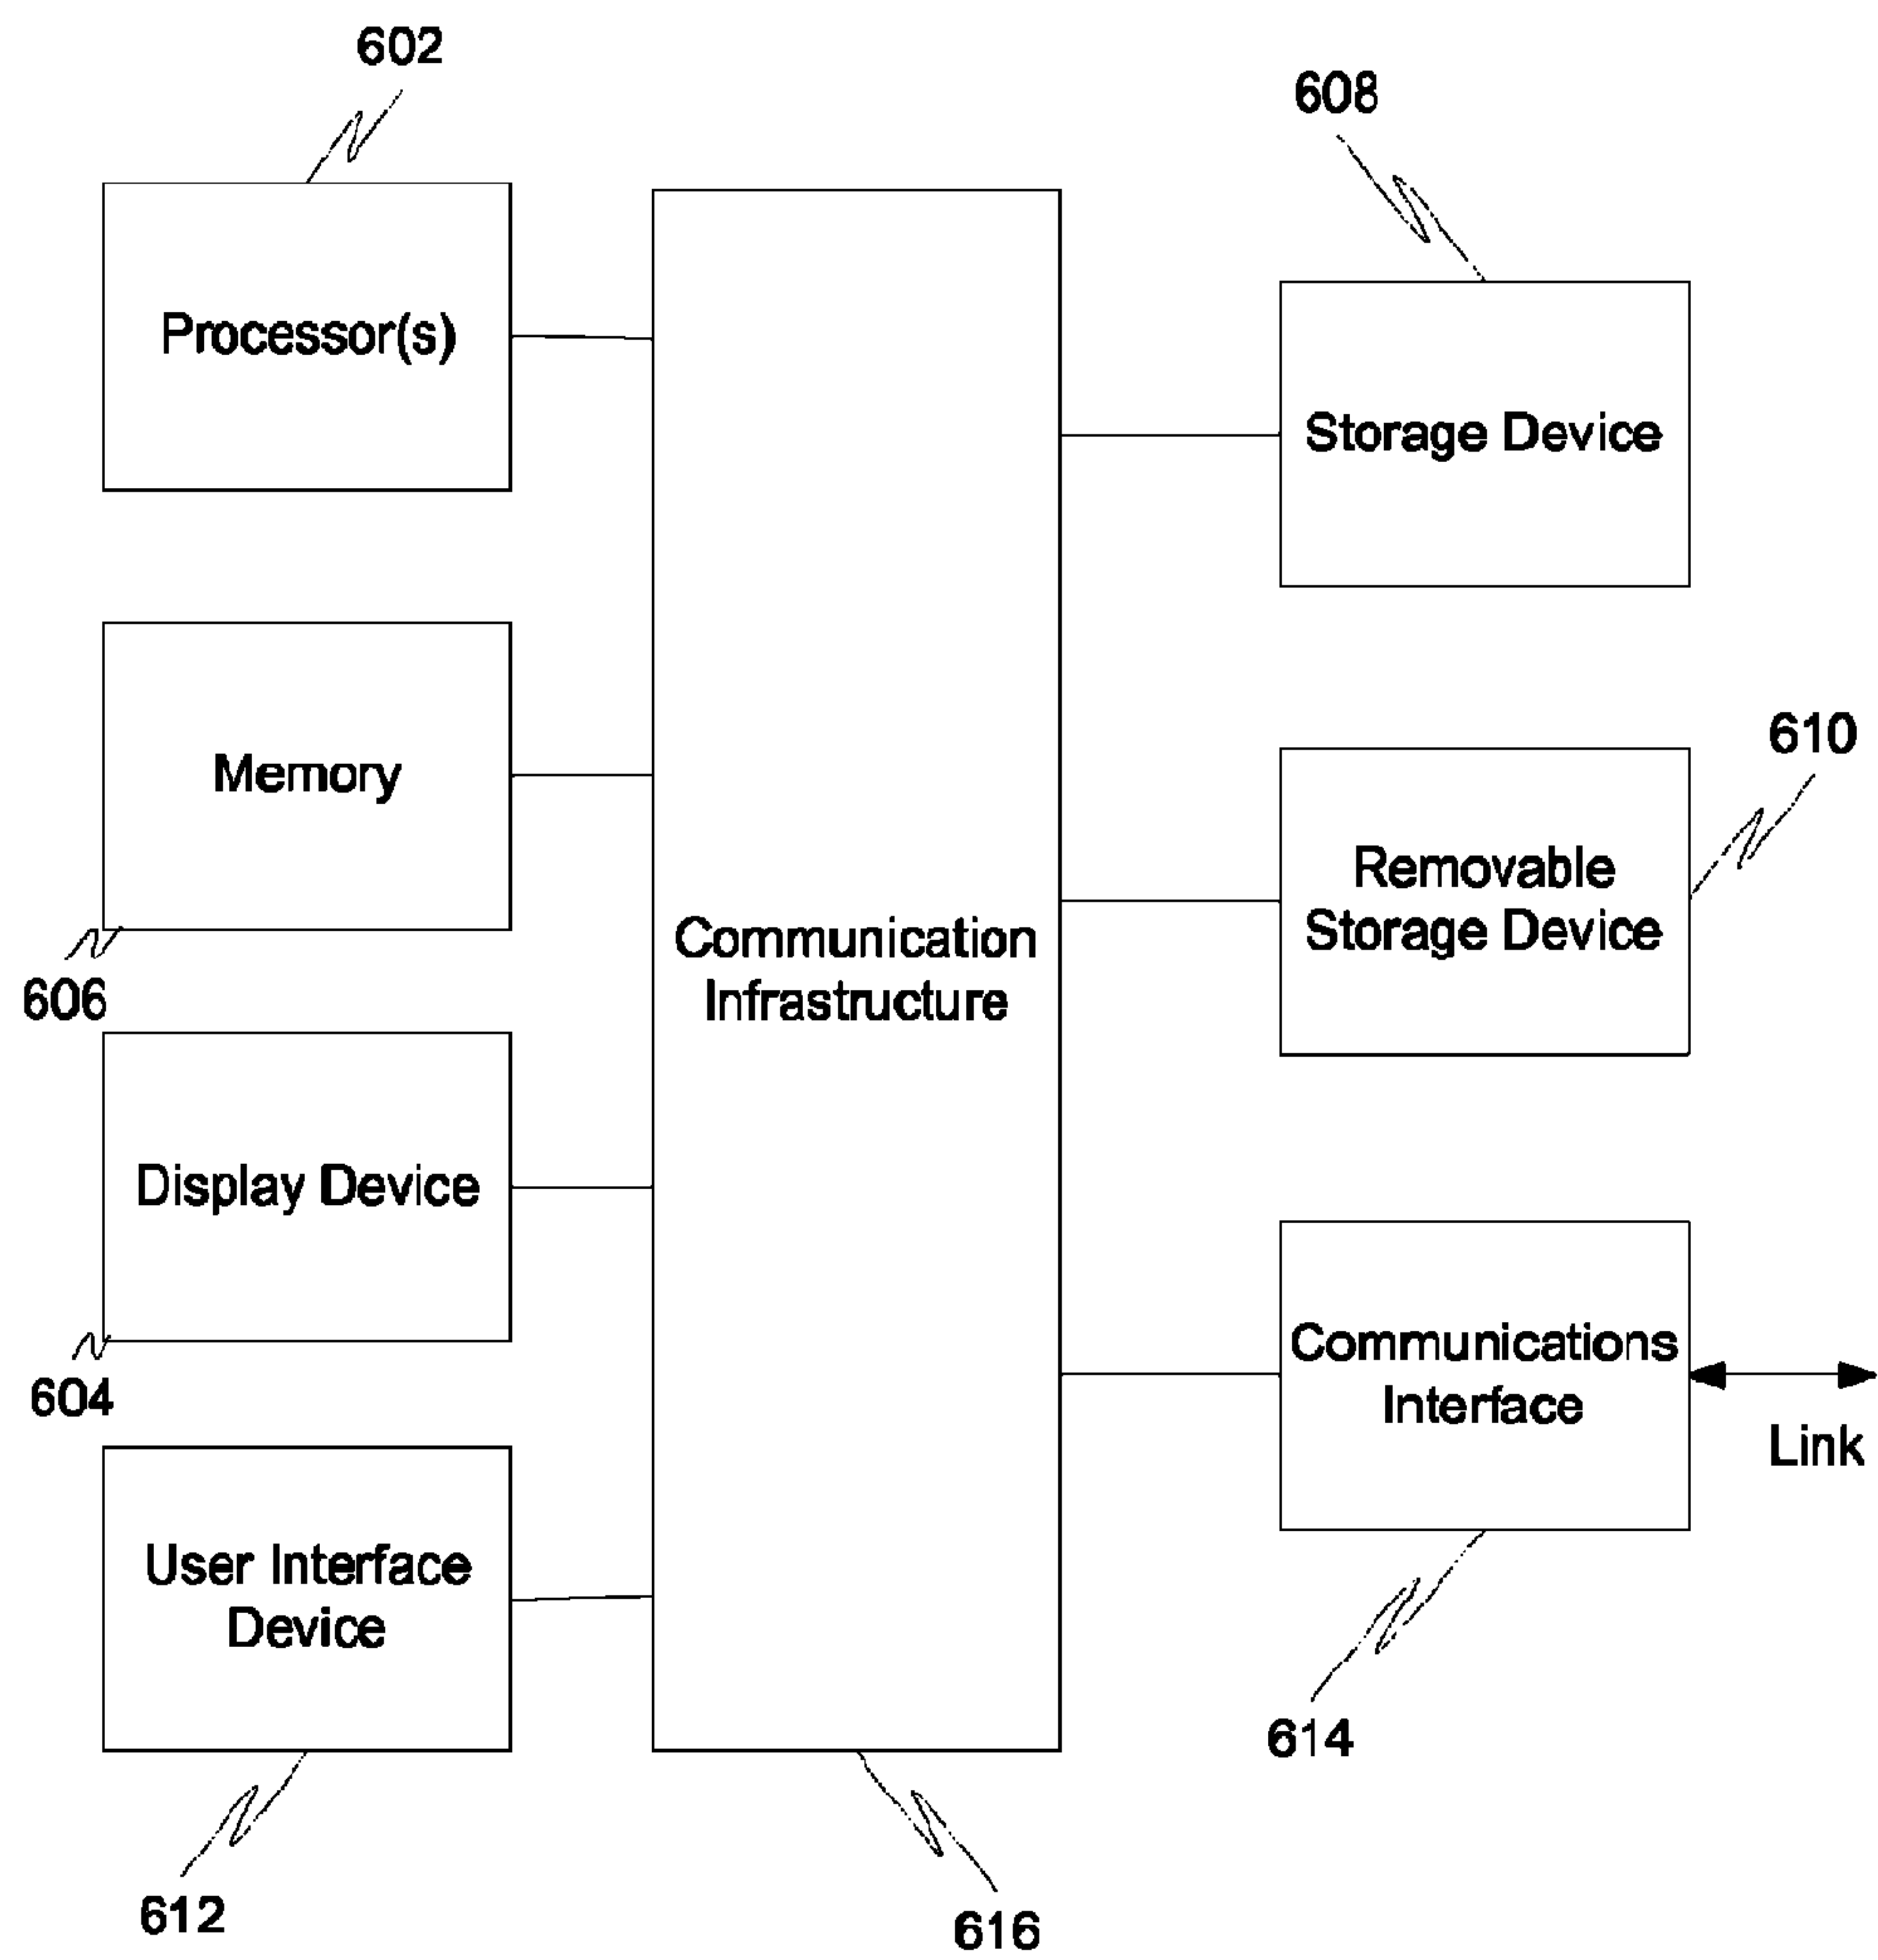 602
608
Processor(s)
Storage Device
610
Memory
Removable
Storage Device
606
Communication
Infrastructure
Display Device
604
Communications
Interface
Link
User Interface
Device
614
612
616